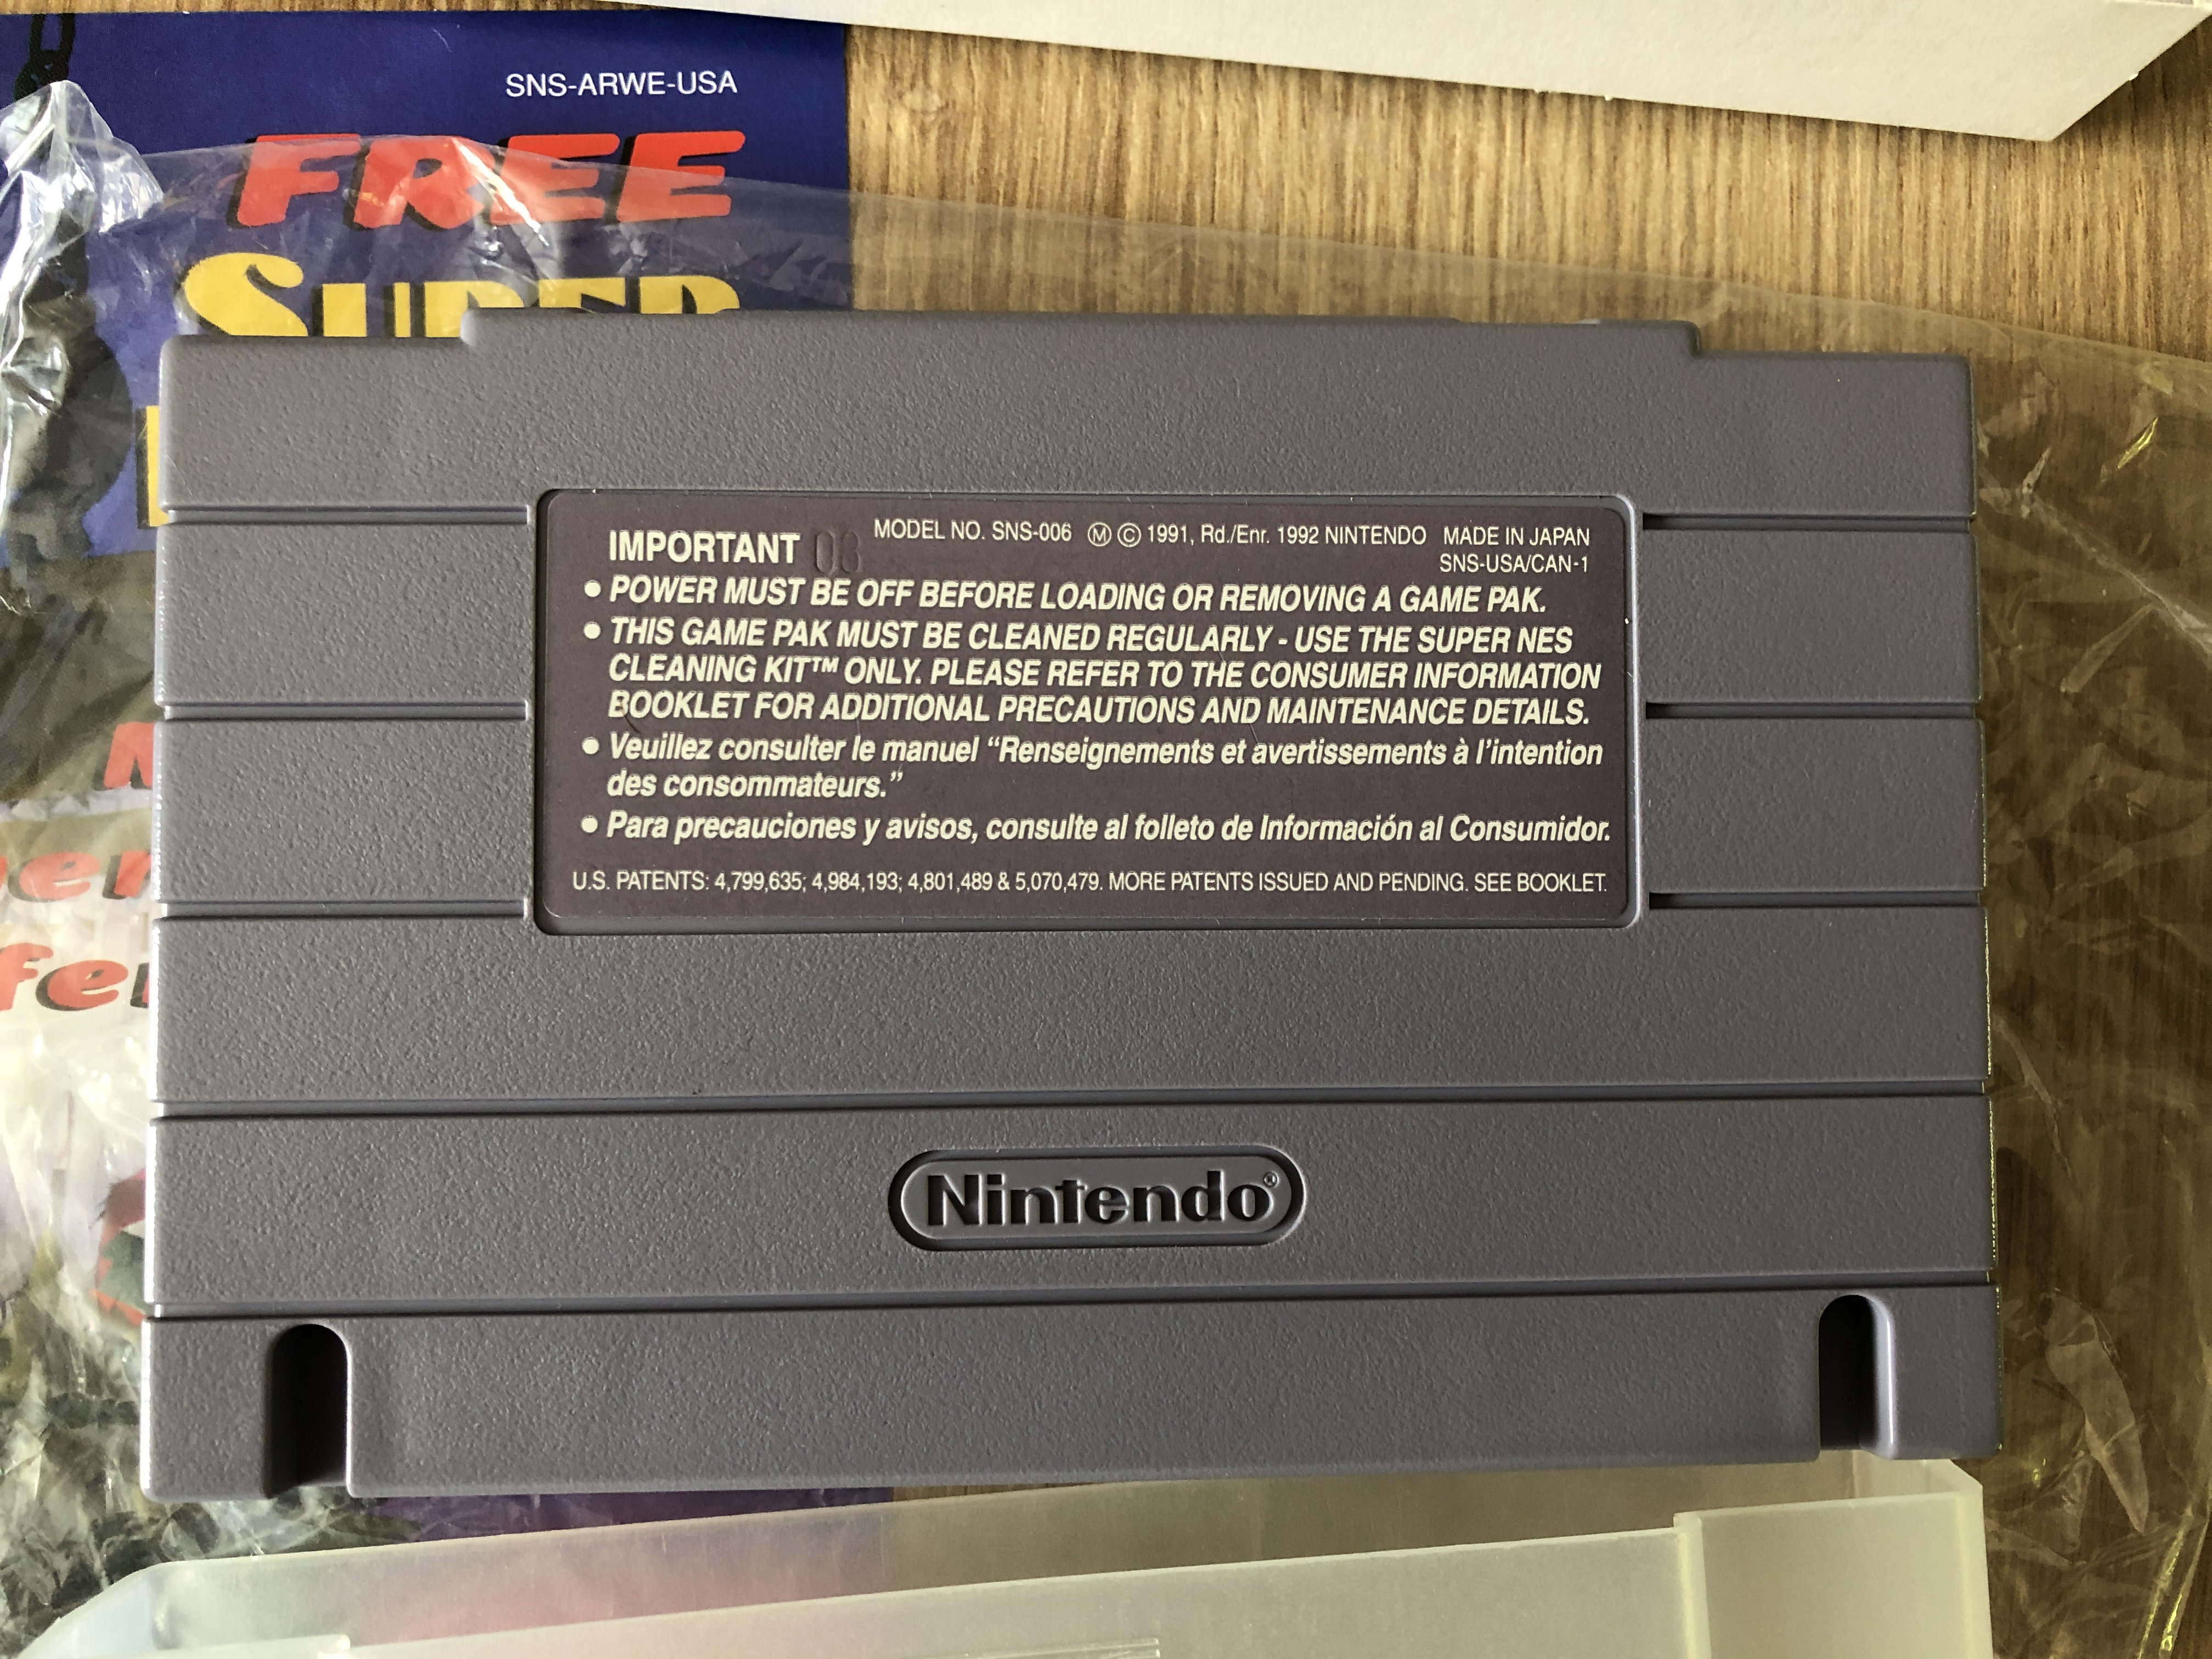 SNS-ARWE-USA
FREE
SUPER
IMPORTANT 03 MODEL NO. SNS-006 Ⓜ © 1991, Rd./Enr. 1992 NINTENDO MADE IN JAPAN
SNS-USA/CAN-1
● POWER MUST BE OFF BEFORE LOADING OR REMOVING A GAME PAK.
● THIS GAME PAK MUST BE CLEANED REGULARLY - USE THE SUPER NES
CLEANING KIT™ ONLY. PLEASE REFER TO THE CONSUMER INFORMATION
BOOKLET FOR ADDITIONAL PRECAUTIONS AND MAINTENANCE DETAILS.
● Veuillez consulter le manuel “Renseignements et avertissements à l’intention
des consommateurs.”
● Para precauciones y avisos, consulte al folleto de Información al Consumidor.
U.S. PATENTS: 4,799,635; 4,984,193; 4,801,489 & 5,070,479. MORE PATENTS ISSUED AND PENDING. SEE BOOKLET.
Nintendo®